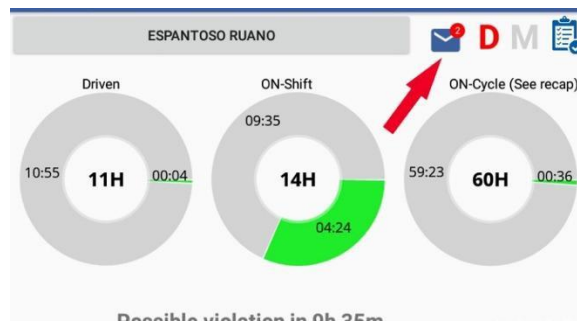 ESPANTOSO RUANO
2
D M
Driven
ON-Shift
ON-Cycle (See recap)
10:55
11H
00:04
09:35
14H
04:24
59:23
60H
00:36
Possible violation in 9h 35m